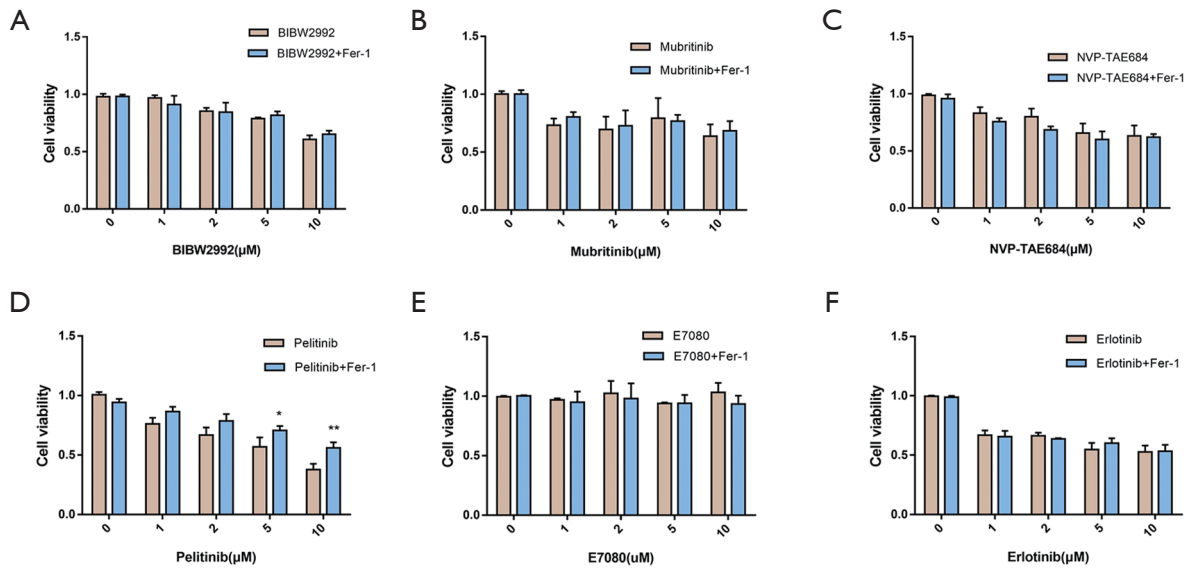 A
BIBW2992
BIBW2992+Fer-1
Cell viability
1.5
1.0
0.5
0.0
0
1
2
5
10
BIBW2992(μM)
B
Mubritinib
Mubritinib+Fer-1
Cell viability
1.5
1.0
0.5
0.0
0
1
2
5
10
Mubritinib(μM)
C
NVP-TAE684
NVP-TAE684+Fer-1
Cell viability
1.5
1.0
0.5
0.0
0
1
2
5
10
NVP-TAE684(μM)
D
Pelitinib
Pelitinib+Fer-1
Cell viability
1.5
1.0
0.5
0.0
*
**
0
1
2
5
10
Pelitinib(μM)
E
E7080
E7080+Fer-1
Cell viability
1.5
1.0
0.5
0.0
0
1
2
5
10
E7080(uM)
F
Erlotinib
Erlotinib+Fer-1
Cell viability
1.5
1.0
0.5
0.0
0
1
2
5
10
Erlotinib(μM)